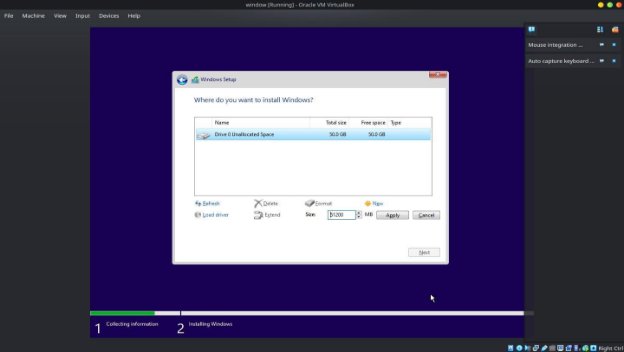 window [Running] - Oracle VM VirtualBox
File Machine View Input Devices Help
Mouse integration ...
Auto capture keyboard ...
Windows Setup
Where do you want to install Windows?
Name Total size Free space Type
Drive 0 Unallocated Space 50.0 GB 50.0 GB
Refresh Delete Format New
Load driver Extend Size 51200 MB Apply Cancel
Next
1 Collecting information 2 Installing Windows
Right Ctrl